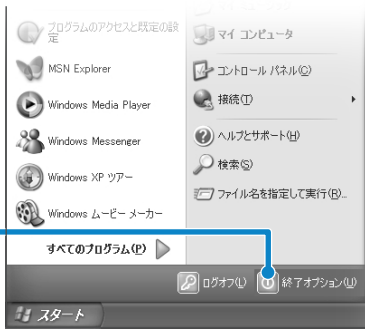 プログラムのアクセスと既定の設
定
MSN Explorer
Windows Media Player
Windows Messenger
Windows XP ツアー
Windows ムービー メーカー
すべてのプログラム(P)
マイ コンピュータ
コントロール パネル(C)
接続(T)
ヘルプとサポート(H)
検索(S)
ファイル名を指定して実行(R)...
ログオフ(L)
終了オプション(U)
スタート